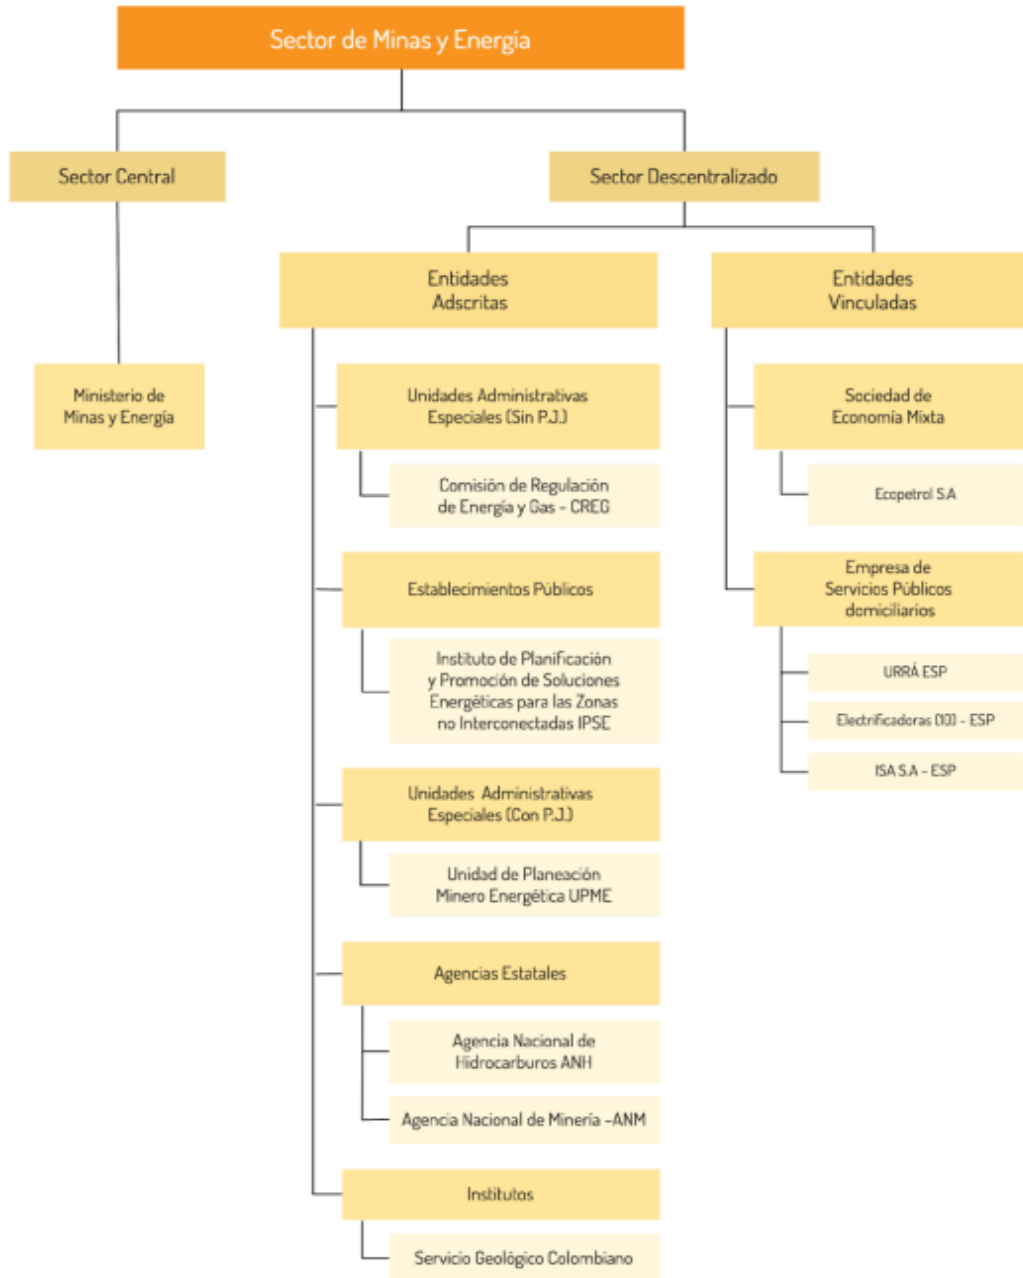 Sector de Minas y Energía
Sector Central
Sector Descentralizado
Entidades
Adscritas
Entidades
Vinculadas
Ministerio de
Minas y Energía
Unidades Administrativas
Especiales (Sin P.J.)
Comisión de Regulación
de Energía y Gas - CREG
Establecimientos Públicos
Instituto de Planificación
y Promoción de Soluciones
Energéticas para las Zonas
no Interconectadas IPSE
Unidades Administrativas
Especiales (Con P.J.)
Unidad de Planeación
Minero Energética UPME
Agencias Estatales
Agencia Nacional de
Hidrocarburos ANH
Agencia Nacional de Minería -ANM
Institutos
Servicio Geológico Colombiano
Sociedad de
Economía Mixta
Ecopetrol S.A
Empresa de
Servicios Públicos
domiciliarios
URRÁ ESP
Electrificadoras (10) - ESP
ISA S.A - ESP